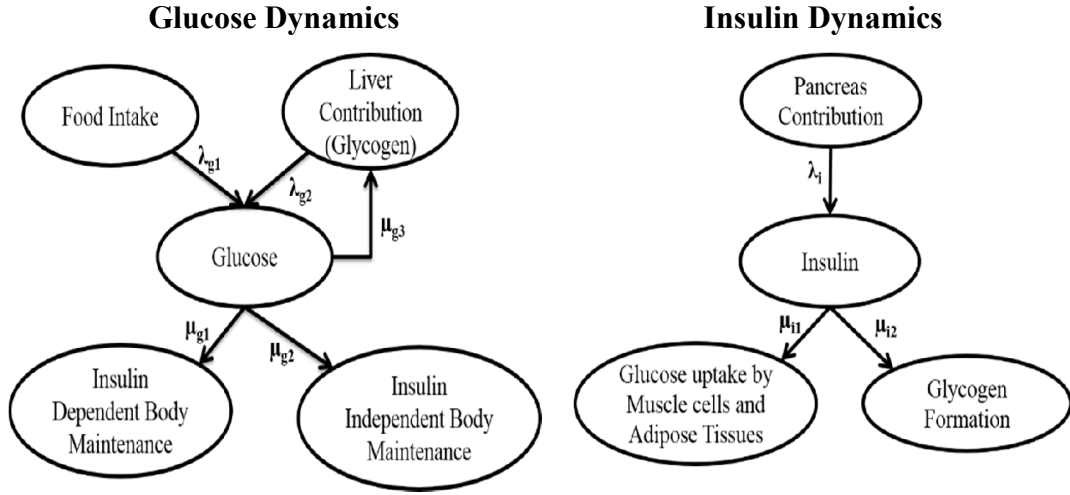 Glucose Dynamics
Food Intake
Liver
Contribution
(Glycogen)
λg1
λg2
μg3
Glucose
μg1
μg2
Insulin
Dependent Body
Maintenance
Insulin
Independent Body
Maintenance
Insulin Dynamics
Pancreas
Contribution
λi
Insulin
μi1
μi2
Glucose uptake by
Muscle cells and
Adipose Tissues
Glycogen
Formation